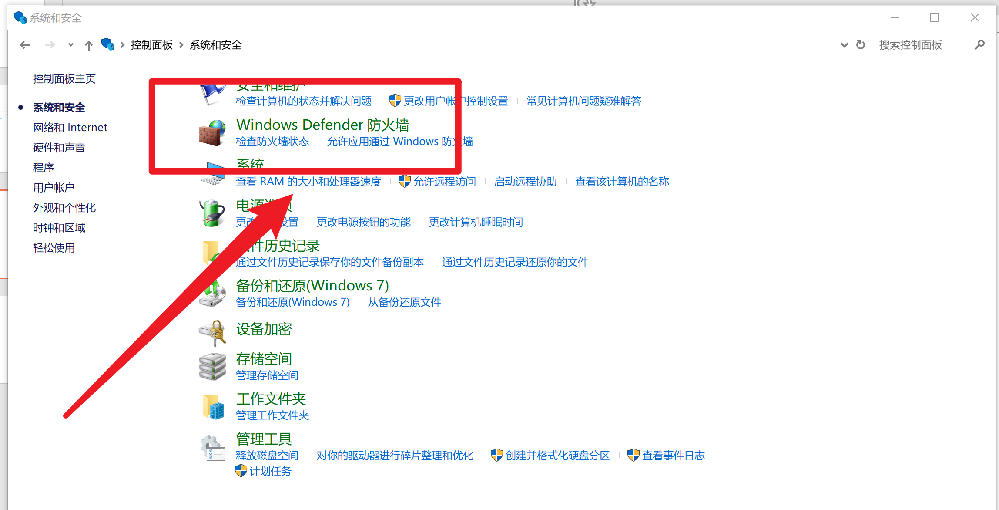 系统和安全
控制面板 系统和安全
搜索控制面板
控制面板主页
系统和安全
网络和 Internet
硬件和声音
程序
用户帐户
外观和个性化
时钟和区域
轻松使用
安全和维护
检查计算机的状态并解决问题 更改用户帐户控制设置 常见计算机问题疑难解答
Windows Defender 防火墙
检查防火墙状态 允许应用通过 Windows 防火墙
系统
查看 RAM 的大小和处理器速度 允许远程访问 启动远程协助 查看该计算机的名称
电源选项
更改 设置 更改电源按钮的功能 更改计算机睡眠时间
文件历史记录
通过文件历史记录保存你的文件备份副本 通过文件历史记录还原你的文件
备份和还原(Windows 7)
备份和还原(Windows 7) 从备份还原文件
设备加密
存储空间
管理存储空间
工作文件夹
管理工作文件夹
管理工具
释放磁盘空间 对你的驱动器进行碎片整理和优化 创建并格式化硬盘分区 查看事件日志
计划任务